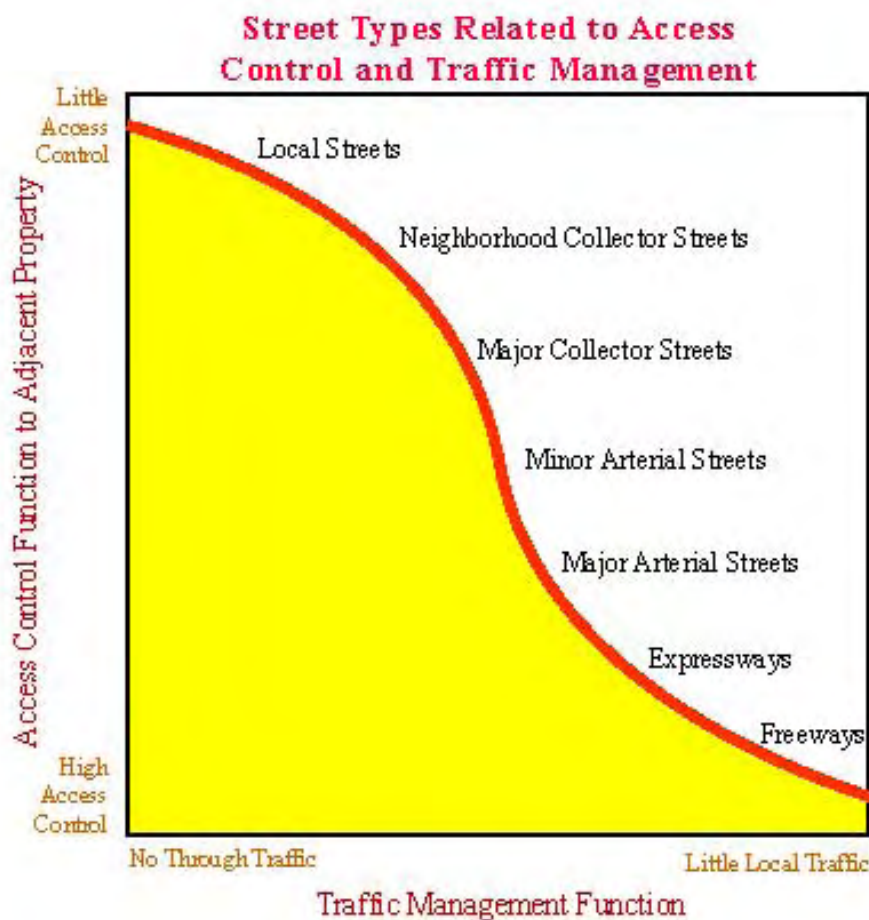 Street Types Related to Access
Control and Traffic Management
Little
Access
Control
Local Streets
Neighborhood Collector Streets
Major Collector Streets
Minor Arterial Streets
Major Arterial Streets
Expressways
Freeways
Access Control Function to Adjacent Property
High
Access
Control
No Through Traffic
Little Local Traffic
Traffic Management Function